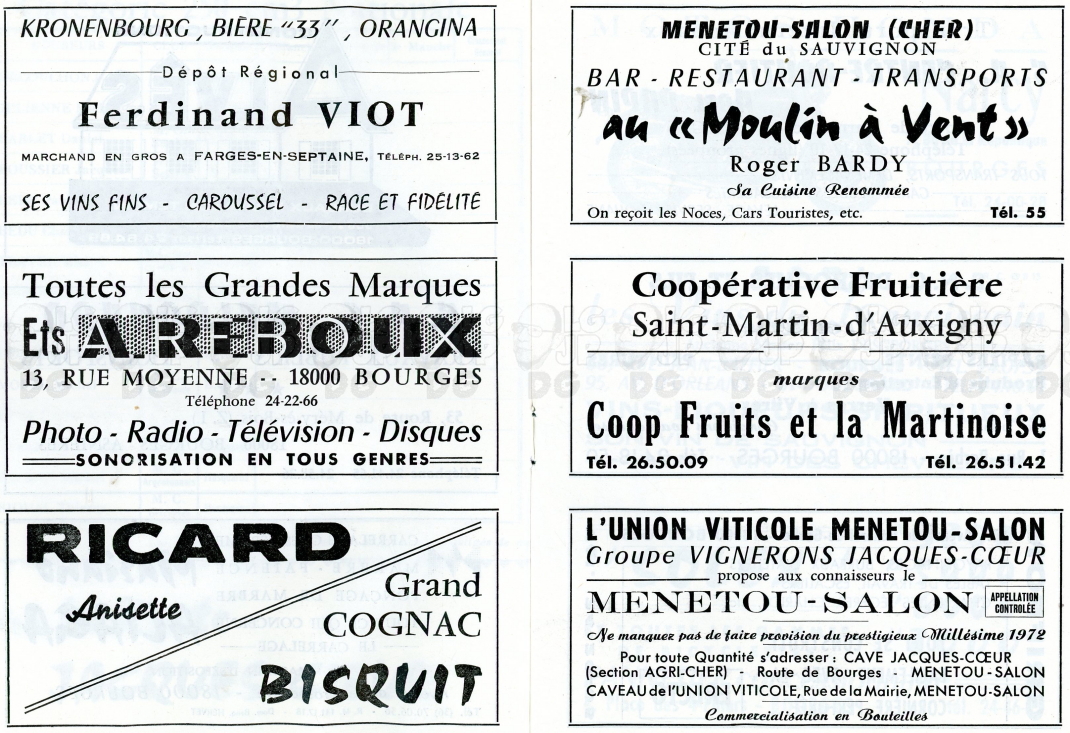 KRONENBOURG, BIÈRE "33", ORANGINA
Dépôt Régional
Ferdinand VIOT
MARCHAND EN GROS A FARGES-EN-SEPTAINE, TÉLÉPH. 25-13-62
SES VINS FINS - CAROUSSEL - RACE ET FIDÉLITÉ
Toutes les Grandes Marques
Ets AREBOUX
13, RUE MOYENNE -- 18000 BOURGES
Téléphone 24-22-66
Photo - Radio - Télévision - Disques
SONORISATION EN TOUS GENRES
RICARD
Anisette
Grand
COGNAC
BISQUIT
MENETOU-SALON (CHER)
CITÉ du SAUVIGNON
BAR - RESTAURANT - TRANSPORTS
au «Moulin à Vent»
Roger BARDY
Sa Cuisine Renommée
On reçoit les Noces, Cars Touristes, etc. Tél. 55
Coopérative Fruitière
Saint-Martin-d'Auxigny
marques
Coop Fruits et la Martinoise
Tél. 26.50.09 Tél. 26.51.42
L'UNION VITICOLE MENETOU-SALON
Groupe VIGNERONS JACQUES-CŒUR
propose aux connaisseurs le
MENETOU-SALON APPELLATION CONTROLÉE
Ne manquez pas de faire provision du prestigieux Millésime 1972
Pour toute Quantité s'adresser : CAVE JACQUES-CŒUR
(Section AGRI-CHER) - Route de Bourges - MENETOU-SALON
CAVEAU de l'UNION VITICOLE, Rue de la Mairie, MENETOU-SALON
Commercialisation en Bouteilles